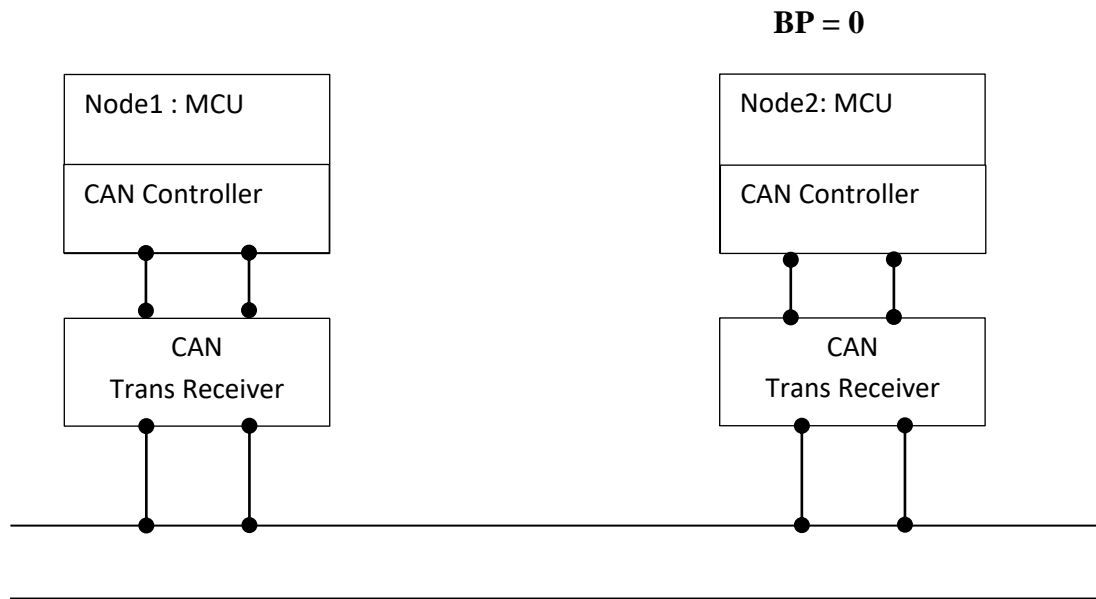 BP = 0
Node1 : MCU
CAN Controller
CAN
Trans Receiver
Node2: MCU
CAN Controller
CAN
Trans Receiver